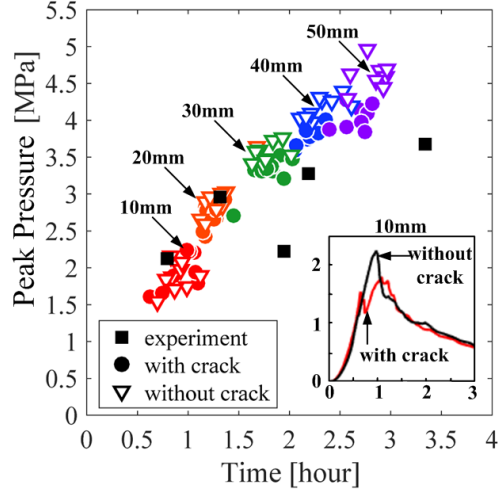 5.5
5
4.5
4
3.5
3
2.5
2
1.5
1
0.5
0
Peak Pressure [MPa]
50mm
40mm
30mm
20mm
10mm
experiment
with crack
without crack
10mm
without
crack
with crack
2
1
0
0 1 2 3
0 0.5 1 1.5 2 2.5 3 3.5 4
Time [hour]